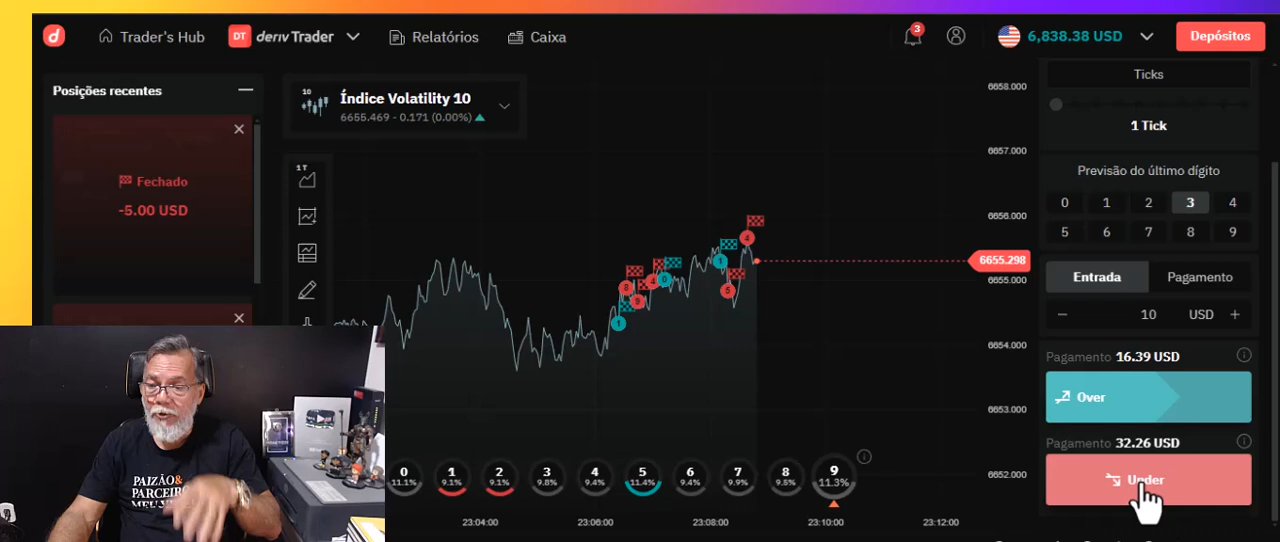 Trader's Hub
DT
deriv Trader
Relatórios
Caixa
3
6,838.38 USD
Depósitos
Posições recentes
Fechado
-5.00 USD
10
Índice Volatility 10
6655.469 - 0.171 (0.00%)
1T
6658.000
6657.000
6656.000
6655.298
6655.000
6654.000
6653.000
6652.000
Ticks
1 Tick
Previsão do último dígito
0 1 2 3 4
5 6 7 8 9
Entrada
Pagamento
10 USD
Pagamento 16.39 USD
Over
Pagamento 32.26 USD
Under
0 1 2 3 4 5 6 7 8 9
11.1% 9.1% 9.1% 9.8% 9.4% 11.4% 9.4% 9.9% 9.5% 11.3%
23:04:00 23:06:00 23:08:00 23:10:00 23:12:00
PAIZÃO&
PARCEIRO